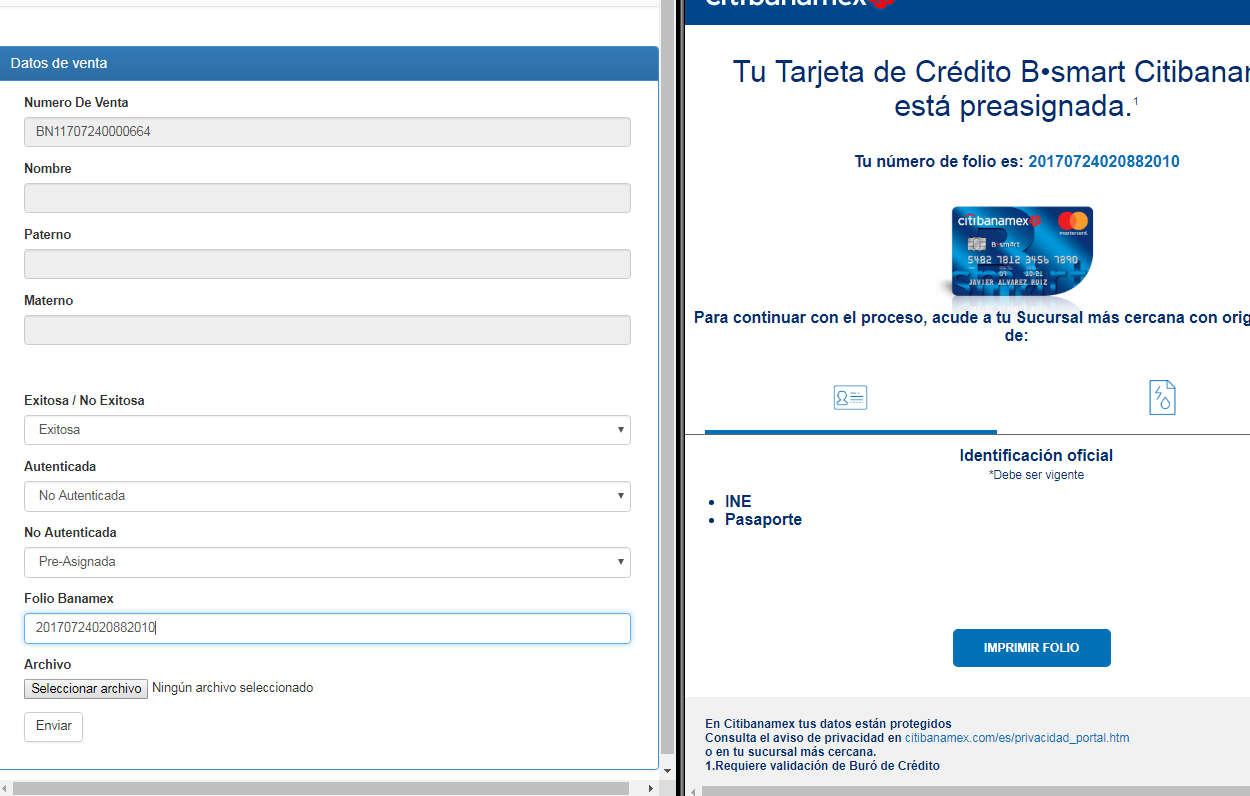 Datos de venta
Numero De Venta
BN11707240000664
Nombre
Paterno
Materno
Exitosa / No Exitosa
Exitosa
Autenticada
No Autenticada
No Autenticada
Pre-Asignada
Folio Banamex
20170724020882010
Archivo
Seleccionar archivo Ningún archivo seleccionado
Enviar
citibanamex
Tu Tarjeta de Crédito B•smart Citibanam
está preasignada.1
Tu número de folio es: 20170724020882010
citibanamex
mastercard.
B•smart
5482 7812 3456 7890
07 10/21
JAVIER ALVAREZ RUIZ
smart
Para continuar con el proceso, acude a tu Sucursal más cercana con orig
de:
Identificación oficial
*Debe ser vigente
• INE
• Pasaporte
IMPRIMIR FOLIO
En Citibanamex tus datos están protegidos
Consulta el aviso de privacidad en citibanamex.com/es/privacidad_portal.htm
o en tu sucursal más cercana.
1.Requiere validación de Buró de Crédito